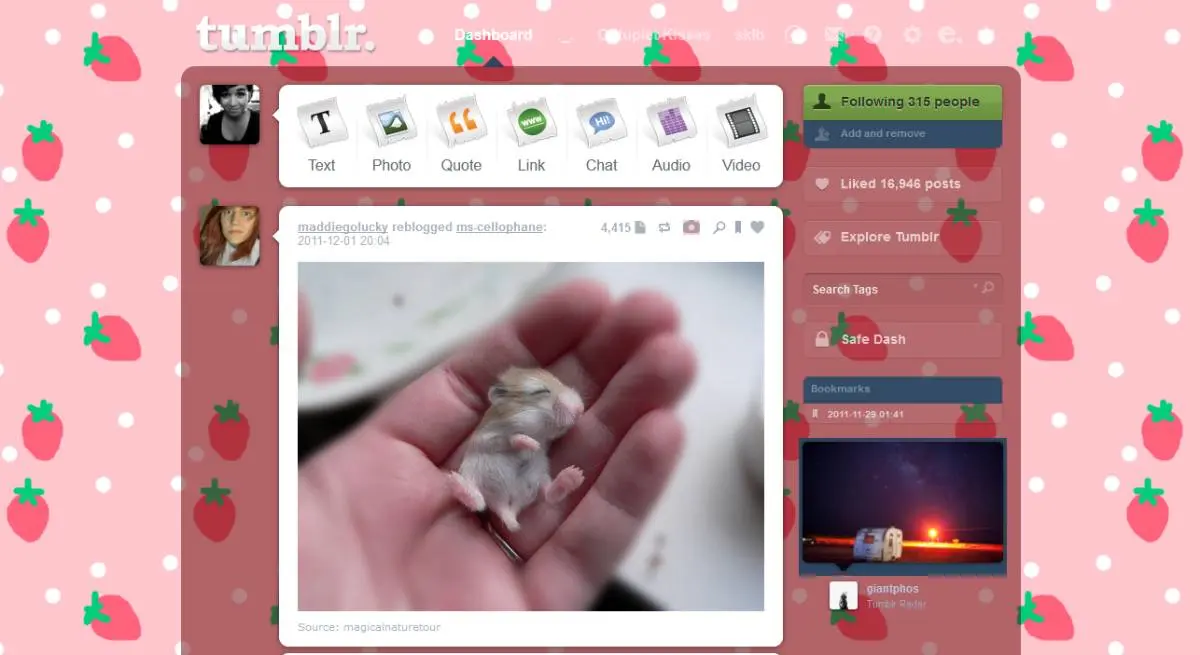 tumblr.
Dashboard
Following 315 people
Add and remove
T
www
Hi!
Text
Photo
Quote
Link
Chat
Audio
Video
Liked 16,946 posts
maddiegolucky reblogged ms-cellophane:
4,415
2011-12-01 20:04
Explore Tumblr
Search Tags
Safe Dash
Bookmarks
2011-11-29 01:41
giantphos
Tumblr Radar
Source: magicalnaturetour